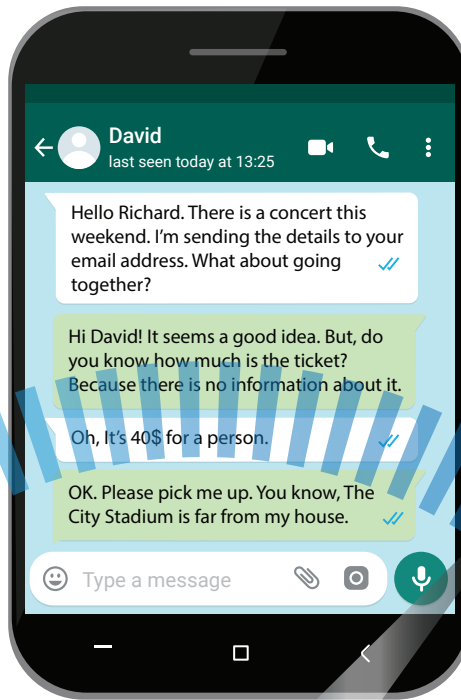 David
last seen today at 13:25
Hello Richard. There is a concert this
weekend. I'm sending the details to your
email address. What about going
together?
Hi David! It seems a good idea. But, do
you know how much is the ticket?
Because there is no information about it.
Oh, It's 40$ for a person.
OK. Please pick me up. You know, The
City Stadium is far from my house.
Type a message